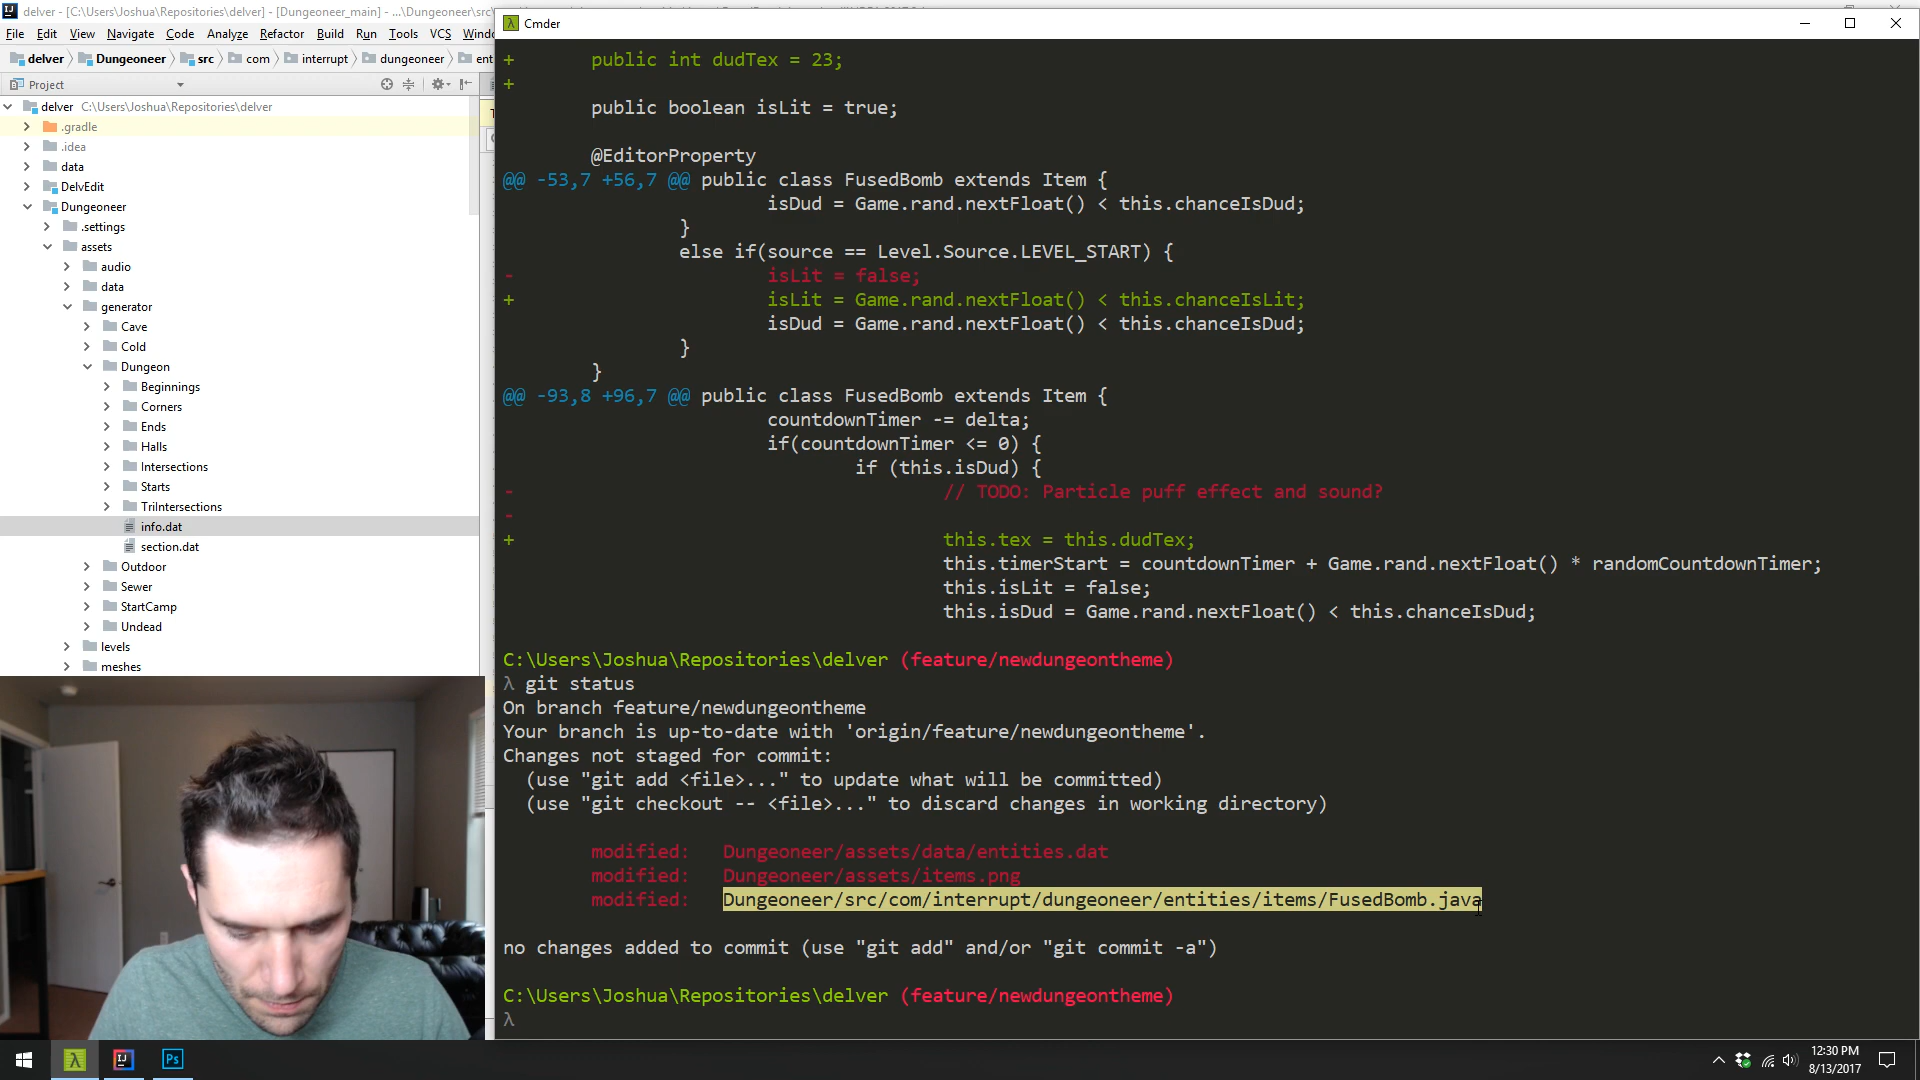 delver - [C:\Users\Joshua\Repositories\delver] - [Dungeoneer_main] - ...\Dungeoneer\src\
File Edit View Navigate Code Analyze Refactor Build Run Tools VCS Windo
delver Dungeoneer src com interrupt dungeoneer ent
Project
delver C:\Users\Joshua\Repositories\delver
.gradle
.idea
data
DelvEdit
Dungeoneer
.settings
assets
audio
data
generator
Cave
Cold
Dungeon
Beginnings
Corners
Ends
Halls
Intersections
Starts
TriIntersections
info.dat
section.dat
Outdoor
Sewer
StartCamp
Undead
levels
meshes
λ Cmder
+ public int dudTex = 23;
+
public boolean isLit = true;
@EditorProperty
@@ -53,7 +56,7 @@ public class FusedBomb extends Item {
isDud = Game.rand.nextFloat() < this.chanceIsDud;
}
else if(source == Level.Source.LEVEL_START) {
- isLit = false;
+ isLit = Game.rand.nextFloat() < this.chanceIsLit;
isDud = Game.rand.nextFloat() < this.chanceIsDud;
}
}
@@ -93,8 +96,7 @@ public class FusedBomb extends Item {
countdownTimer -= delta;
if(countdownTimer <= 0) {
if (this.isDud) {
- // TODO: Particle puff effect and sound?
-
+ this.tex = this.dudTex;
this.timerStart = countdownTimer + Game.rand.nextFloat() * randomCountdownTimer;
this.isLit = false;
this.isDud = Game.rand.nextFloat() < this.chanceIsDud;
C:\Users\Joshua\Repositories\delver (feature/newdungeontheme)
λ git status
On branch feature/newdungeontheme
Your branch is up-to-date with 'origin/feature/newdungeontheme'.
Changes not staged for commit:
(use "git add <file>..." to update what will be committed)
(use "git checkout -- <file>..." to discard changes in working directory)
modified: Dungeoneer/assets/data/entities.dat
modified: Dungeoneer/assets/items.png
modified: Dungeoneer/src/com/interrupt/dungeoneer/entities/items/FusedBomb.java
no changes added to commit (use "git add" and/or "git commit -a")
C:\Users\Joshua\Repositories\delver (feature/newdungeontheme)
λ
λ IJ Ps
12:30 PM
8/13/2017